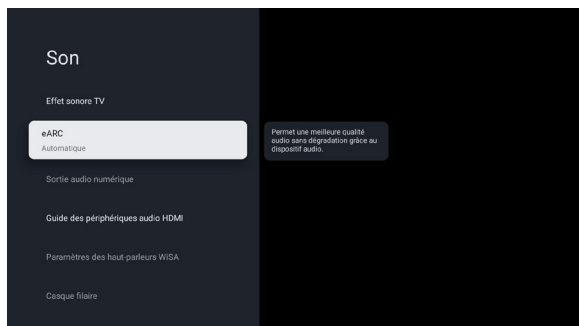 Son
Effet sonore TV
eARC
Automatique
Permet une meilleure qualité
audio sans dégradation grâce au
dispositif audio.
Sortie audio numérique
Guide des périphériques audio HDMI
Paramètres des haut-parleurs WiSA
Casque filaire